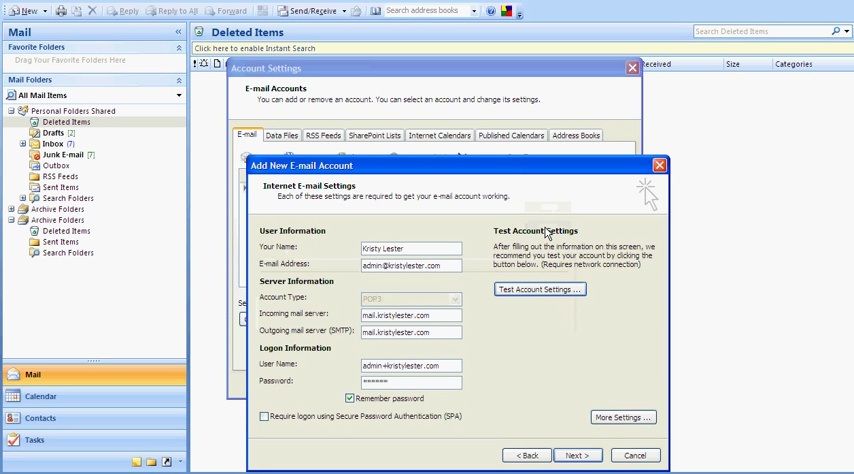 New Reply Reply to All Forward Send/Receive Search address books
Mail «
Deleted Items
Search Deleted Items
Favorite Folders
Click here to enable Instant Search
Drag Your Favorite Folders Here
Received Size Categories
Mail Folders
All Mail Items
Personal Folders Shared
Deleted Items
Drafts [2]
Inbox (7)
Junk E-mail [7]
Outbox
RSS Feeds
Sent Items
Search Folders
Archive Folders
Archive Folders
Deleted Items
Sent Items
Search Folders
Mail
Calendar
Contacts
Tasks
Account Settings
E-mail Accounts
You can add or remove an account. You can select an account and change its settings.
E-mail Data Files RSS Feeds SharePoint Lists Internet Calendars Published Calendars Address Books
Add New E-mail Account
Internet E-mail Settings
Each of these settings are required to get your e-mail account working.
User Information
Your Name: Kristy Lester
E-mail Address: admin@kristylester.com
Server Information
Account Type: POP3
Incoming mail server: mail.kristylester.com
Outgoing mail server (SMTP): mail.kristylester.com
Logon Information
User Name: admin+kristylester.com
Password: ******
Remember password
Require logon using Secure Password Authentication (SPA)
Test Account Settings
After filling out the information on this screen, we
recommend you test your account by clicking the
button below. (Requires network connection)
Test Account Settings ...
More Settings ...
< Back Next > Cancel